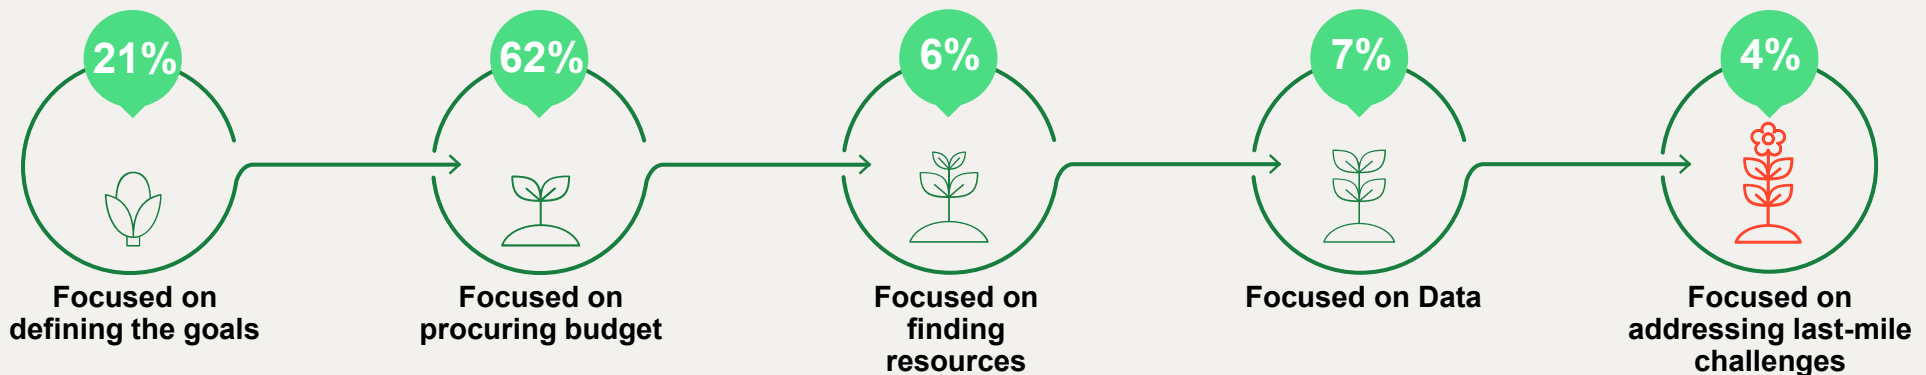 21%
62%
6%
7%
4%
Focused on
defining the goals
Focused on
procuring budget
Focused on
finding
resources
Focused on Data
Focused on
addressing last-mile
challenges